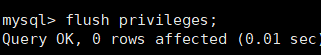 mysql> flush privileges;
Query OK, 0 rows affected (0.01 sec)